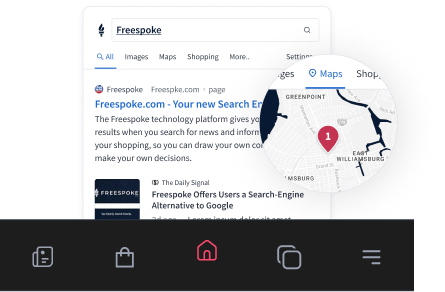 Freespoke
All Images Maps Shopping More.. Settings
ges Maps Shopp
Freespoke Freespke.com › page
Freespoke.com - Your new Search En
The Freespoke technology platform gives yo
results when you search for news and inform
your shopping, so you can draw your own co
make your own decisions.
GREENPOINT
1
EAST
WILLIAMSBURG
MSBURG
FREESPOKE
The Daily Signal
Freespoke Offers Users a Search-Engine
Alternative to Google